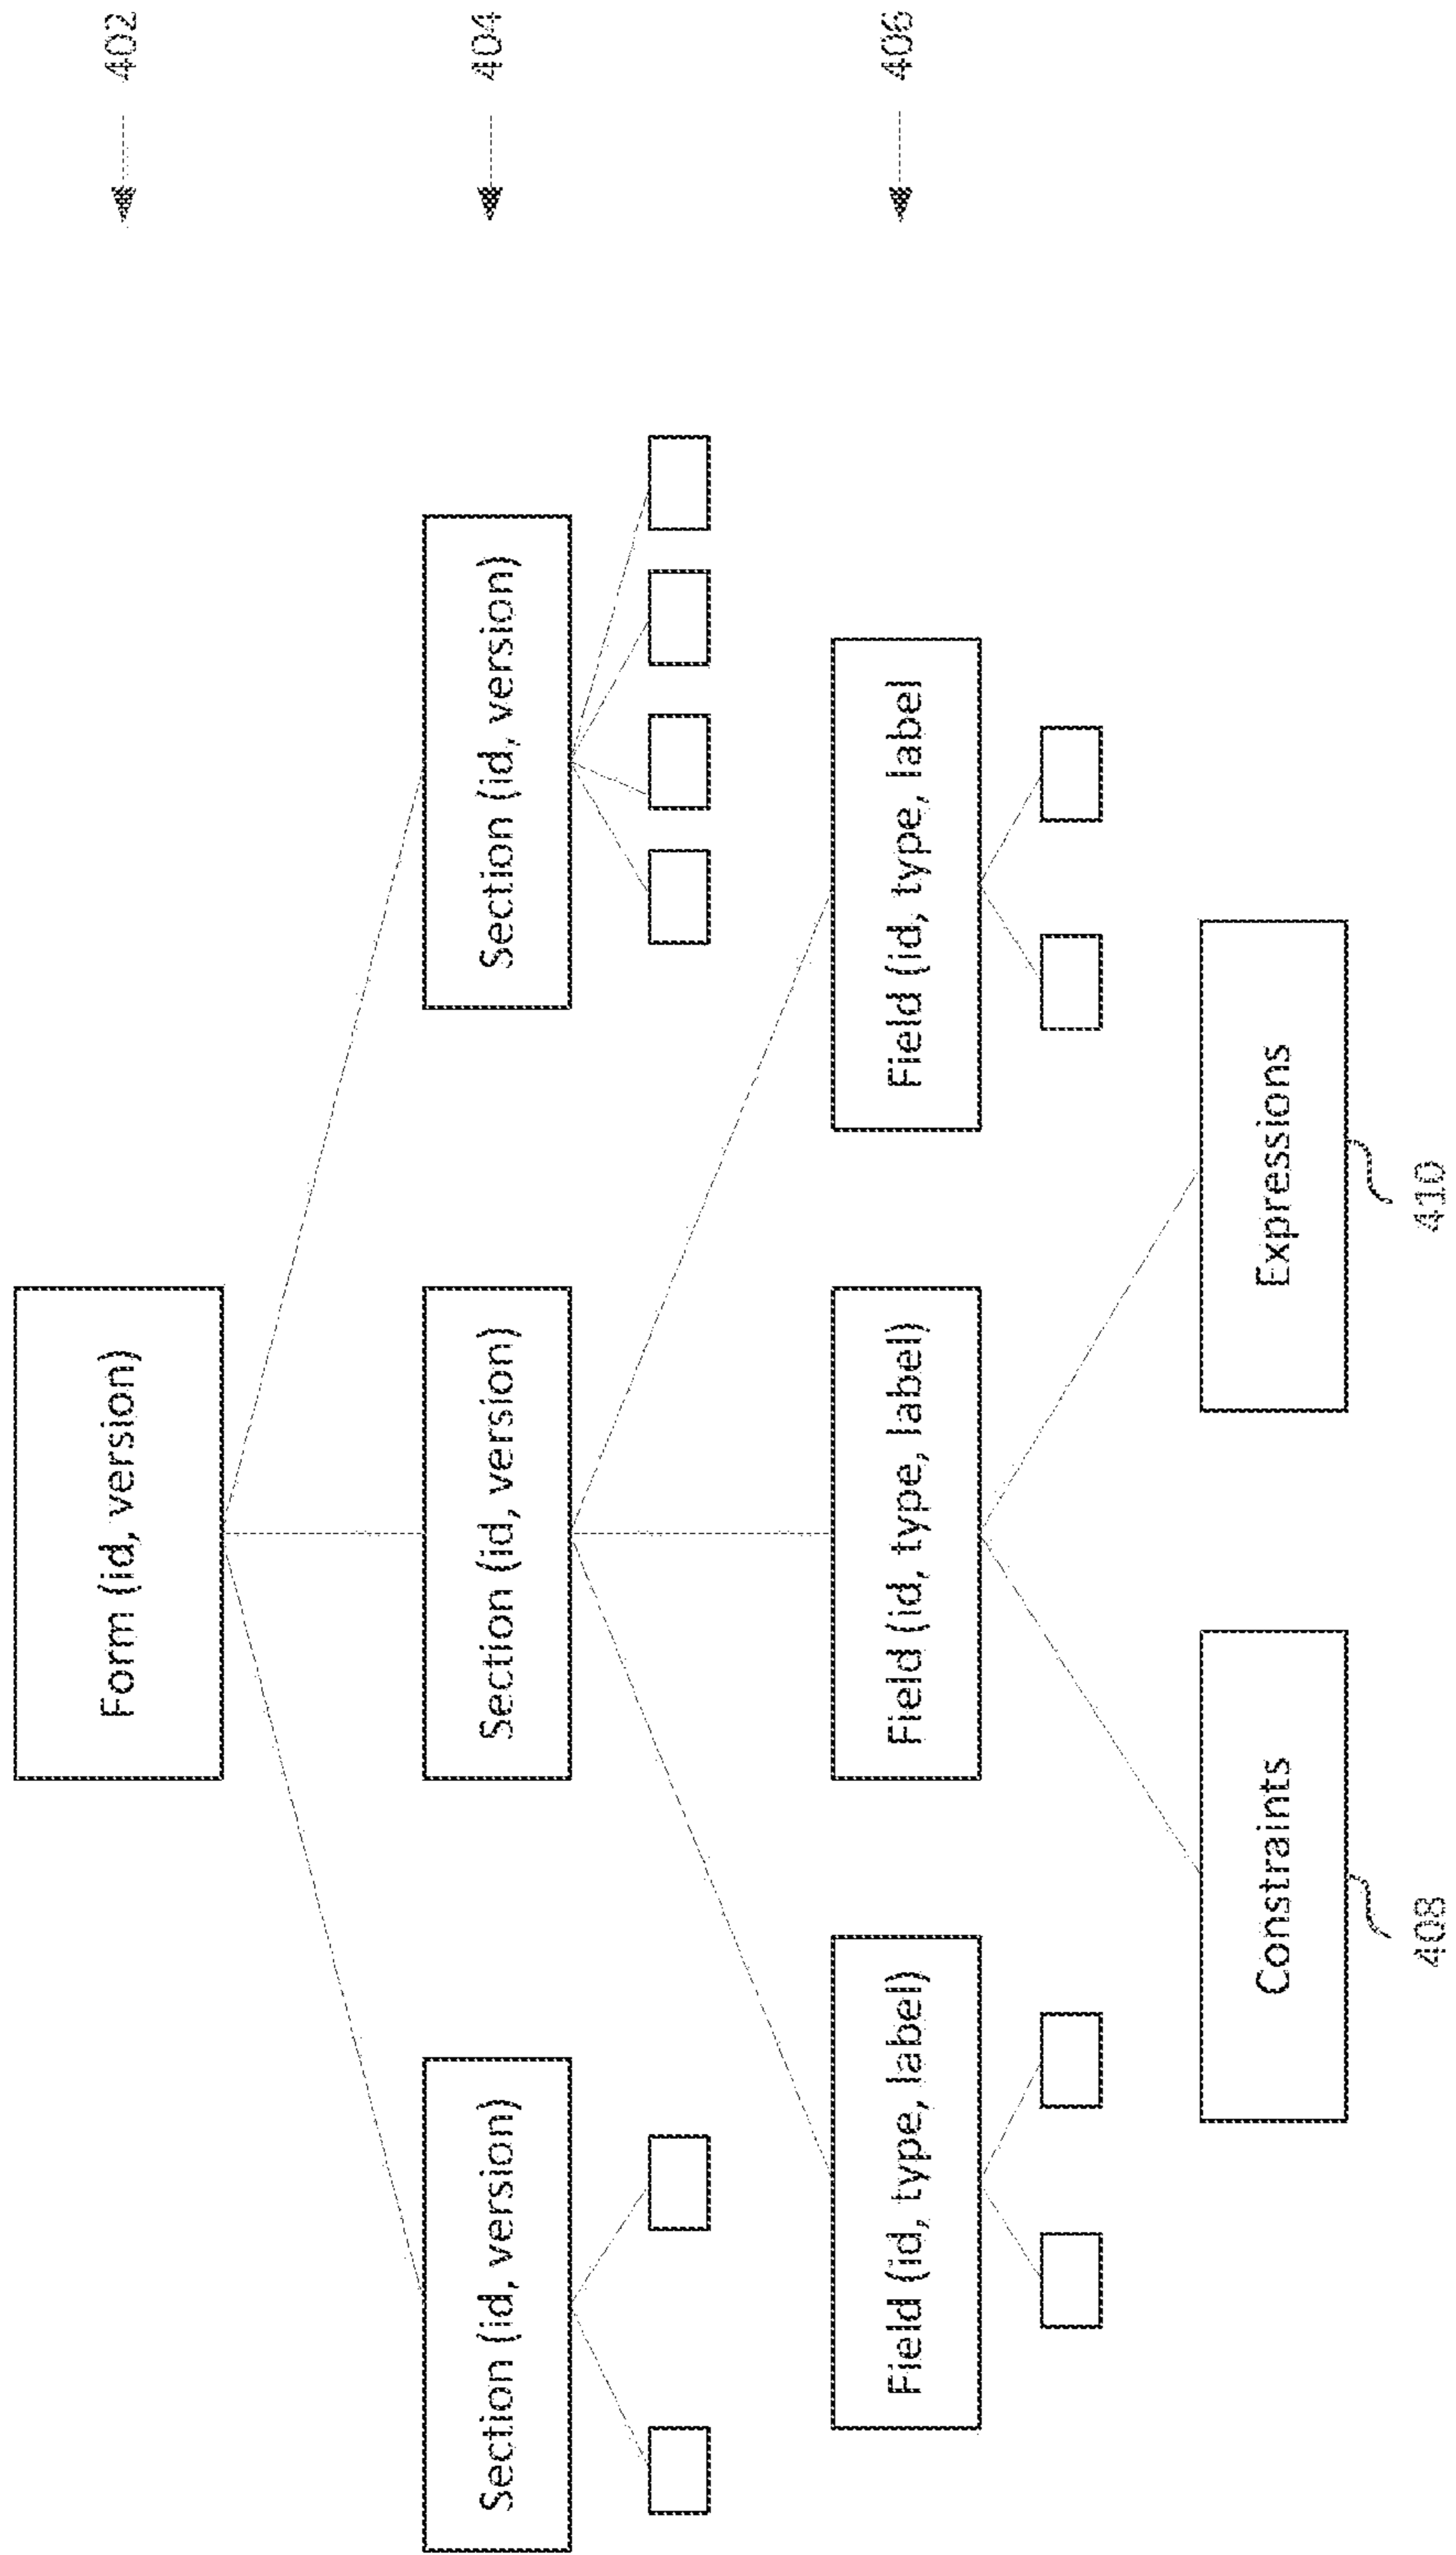 Form (id, version)
402
Section (id, version)
Section (id, version)
Section (id, version)
404
Field (id, type, label)
Field (id, type, label)
Field (id, type, label
406
Constraints
Expressions
408
410